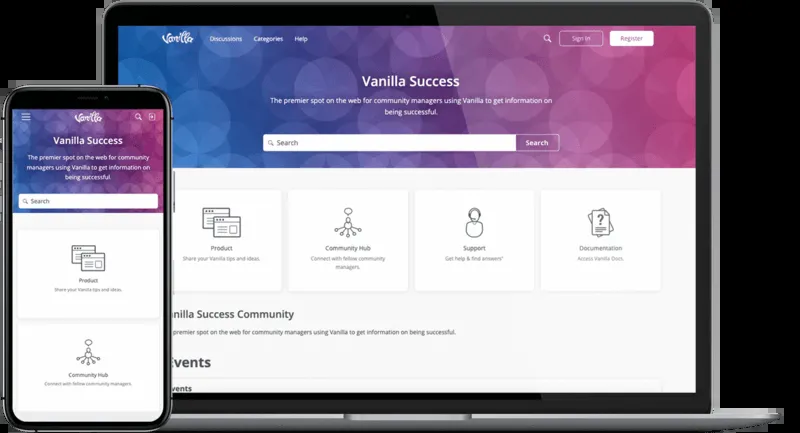 Vanilla
Discussions
Categories
Help
Sign In
Register
Vanilla Success
The premier spot on the web for community managers using Vanilla to get information on
being successful.
Search
Search
Product
Share your Vanilla tips and ideas.
Community Hub
Connect with fellow community
managers.
Support
Get help & find answers!
Documentation
Access Vanilla Docs.
anilla Success Community
premier spot on the web for community managers using Vanilla to get information on being successful.
Events
vents
Vanilla
Vanilla Success
The premier spot on the web for community
managers using Vanilla to get information on
being successful.
Search
Product
Share your Vanilla tips and ideas.
Community Hub
Connect with fellow community managers.